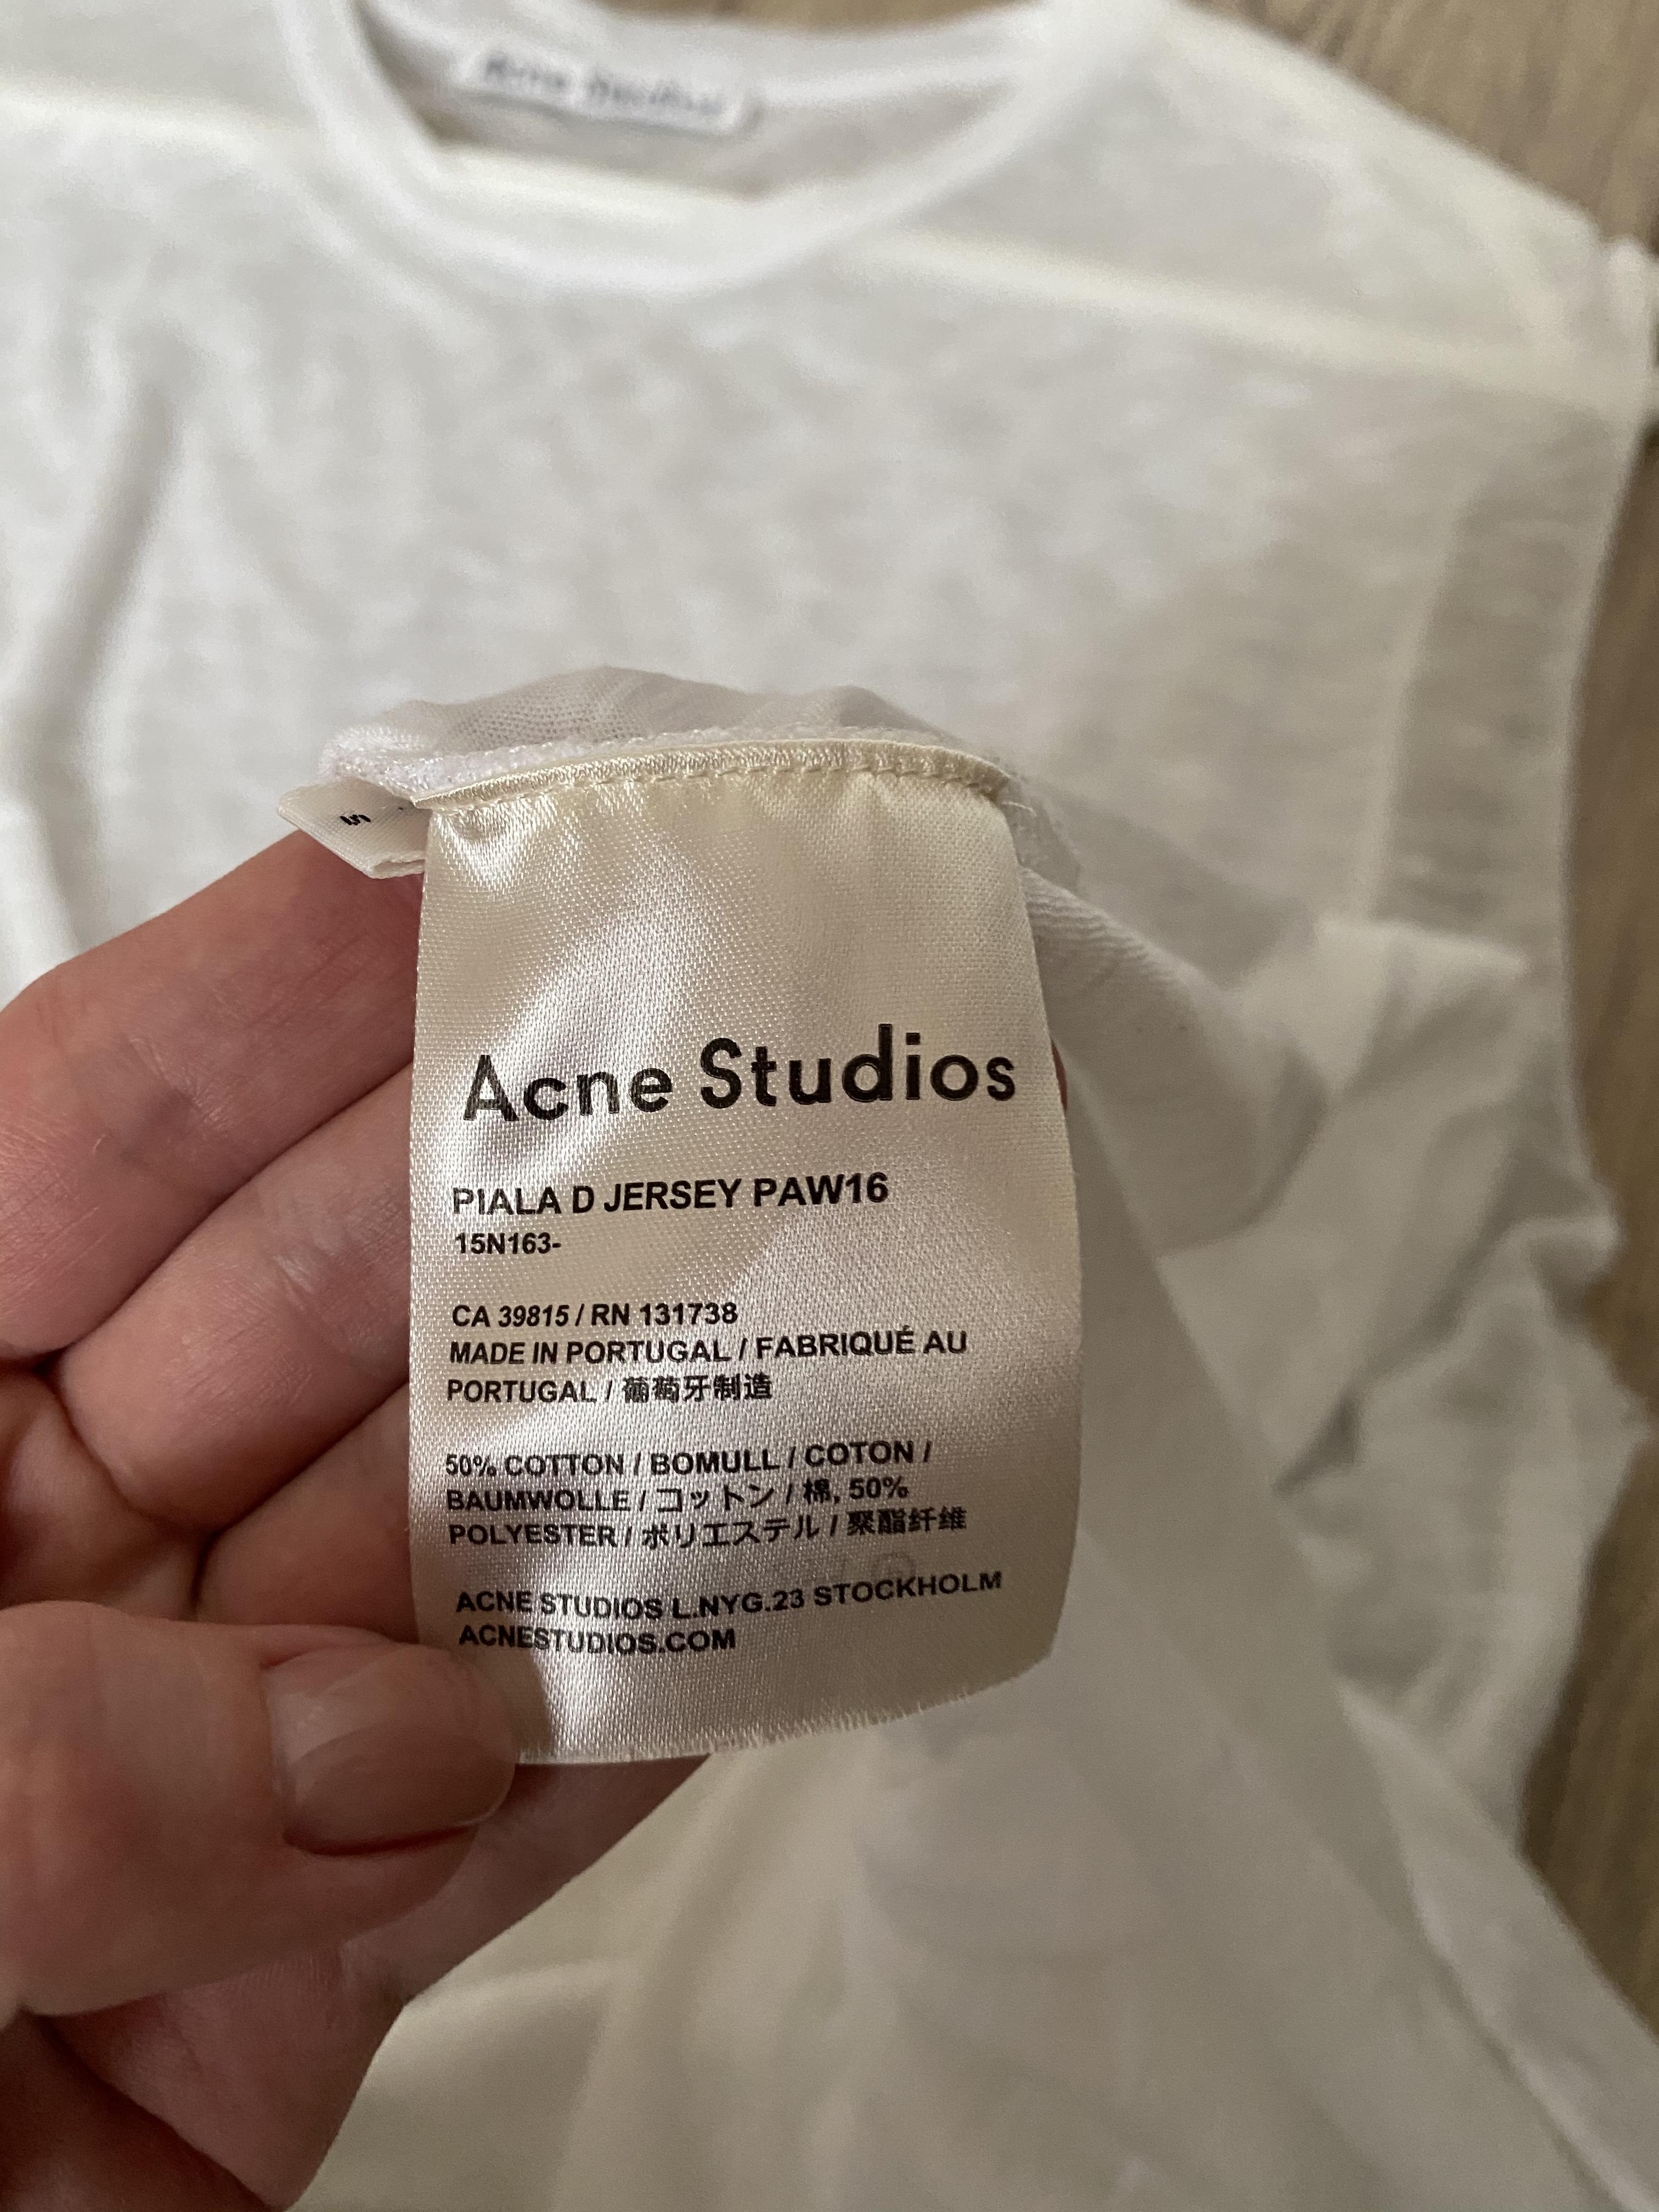 Acne Studios
S
Acne Studios
PIALA D JERSEY PAW16
15N163-
CA 39815 / RN 131738
MADE IN PORTUGAL / FABRIQUÉ AU
PORTUGAL / 葡萄牙制造
50% COTTON / BOMULL / COTON /
BAUMWOLLE / コットン / 棉, 50%
POLYESTER / ポリエステル / 聚酯纤维
ACNE STUDIOS L.NYG.23 STOCKHOLM
ACNESTUDIOS.COM